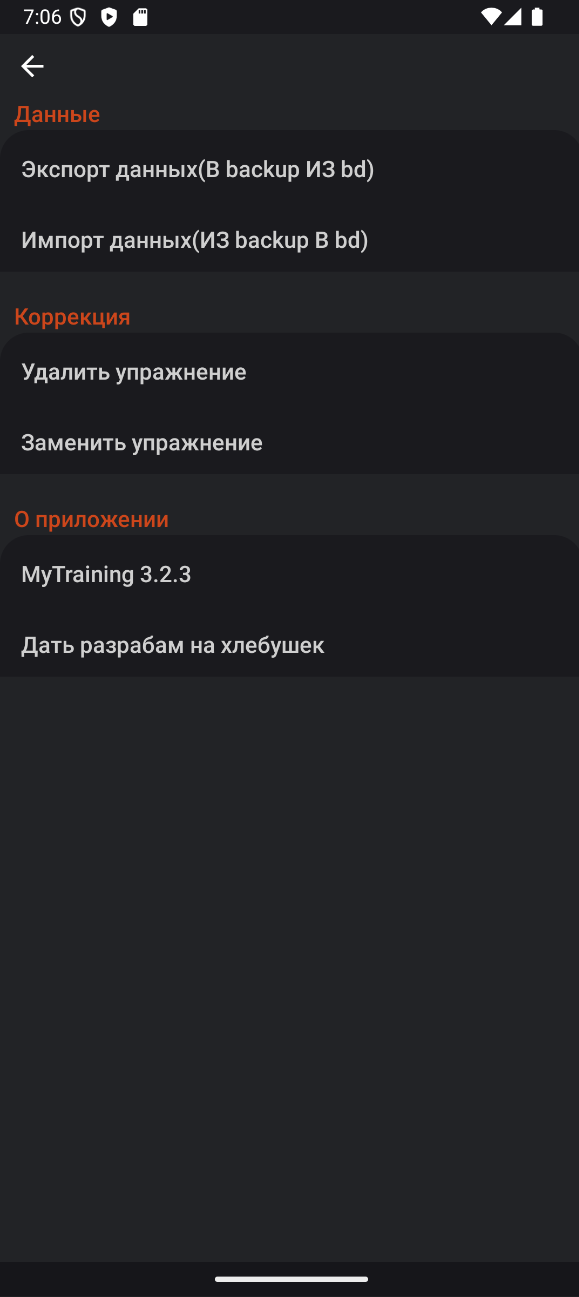 7:06
Данные
Экспорт данных(В backup ИЗ bd)
Импорт данных(ИЗ backup В bd)
Коррекция
Удалить упражнение
Заменить упражнение
О приложении
MyTraining 3.2.3
Дать разрабам на хлебушек